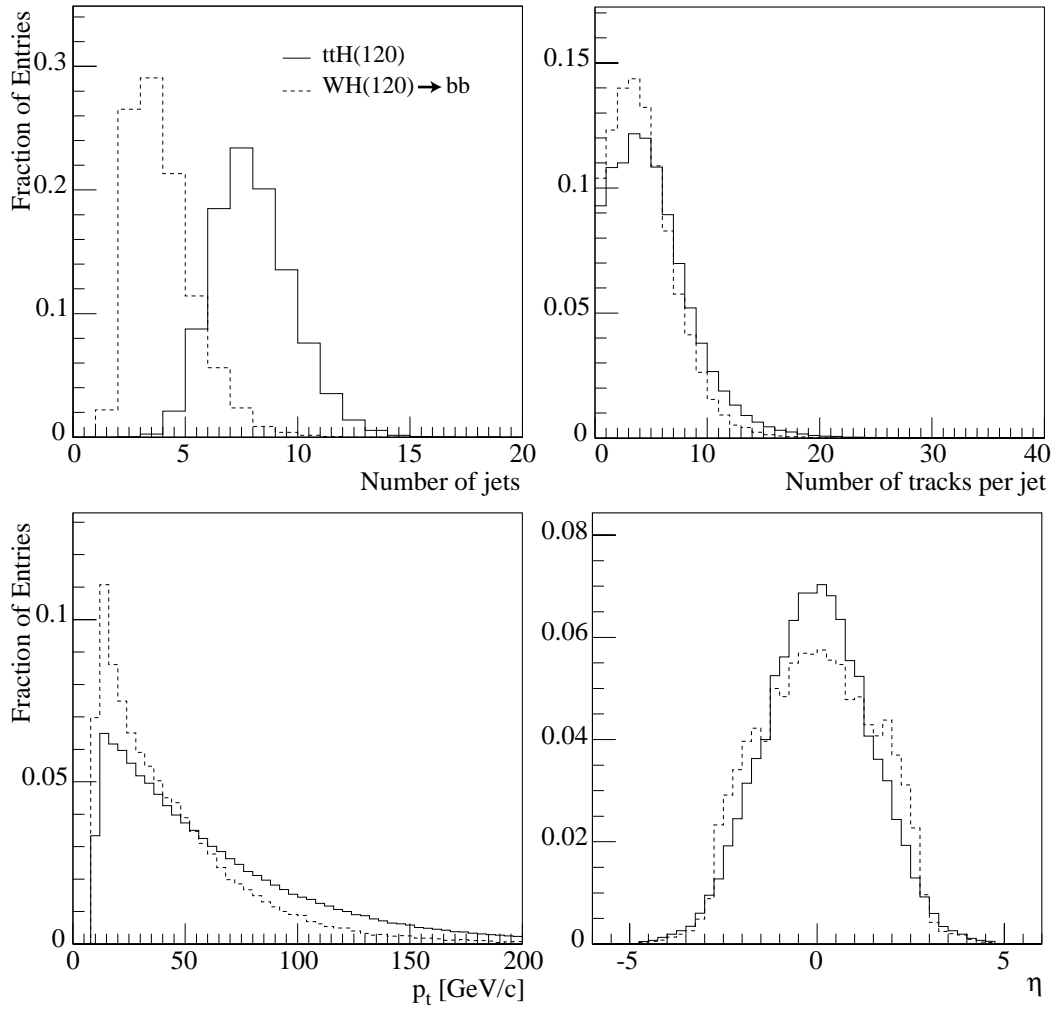 Fraction of Entries
0.3
0.2
0.1
0
ttH(120)
WH(120)→bb
0 5 10 15 20
Number of jets
0.15
0.1
0.05
0
0 10 20 30 40
Number of tracks per jet
Fraction of Entries
0.1
0.05
0
0 50 100 150 200
pt [GeV/c]
0.08
0.06
0.04
0.02
0
-5 0 5
η